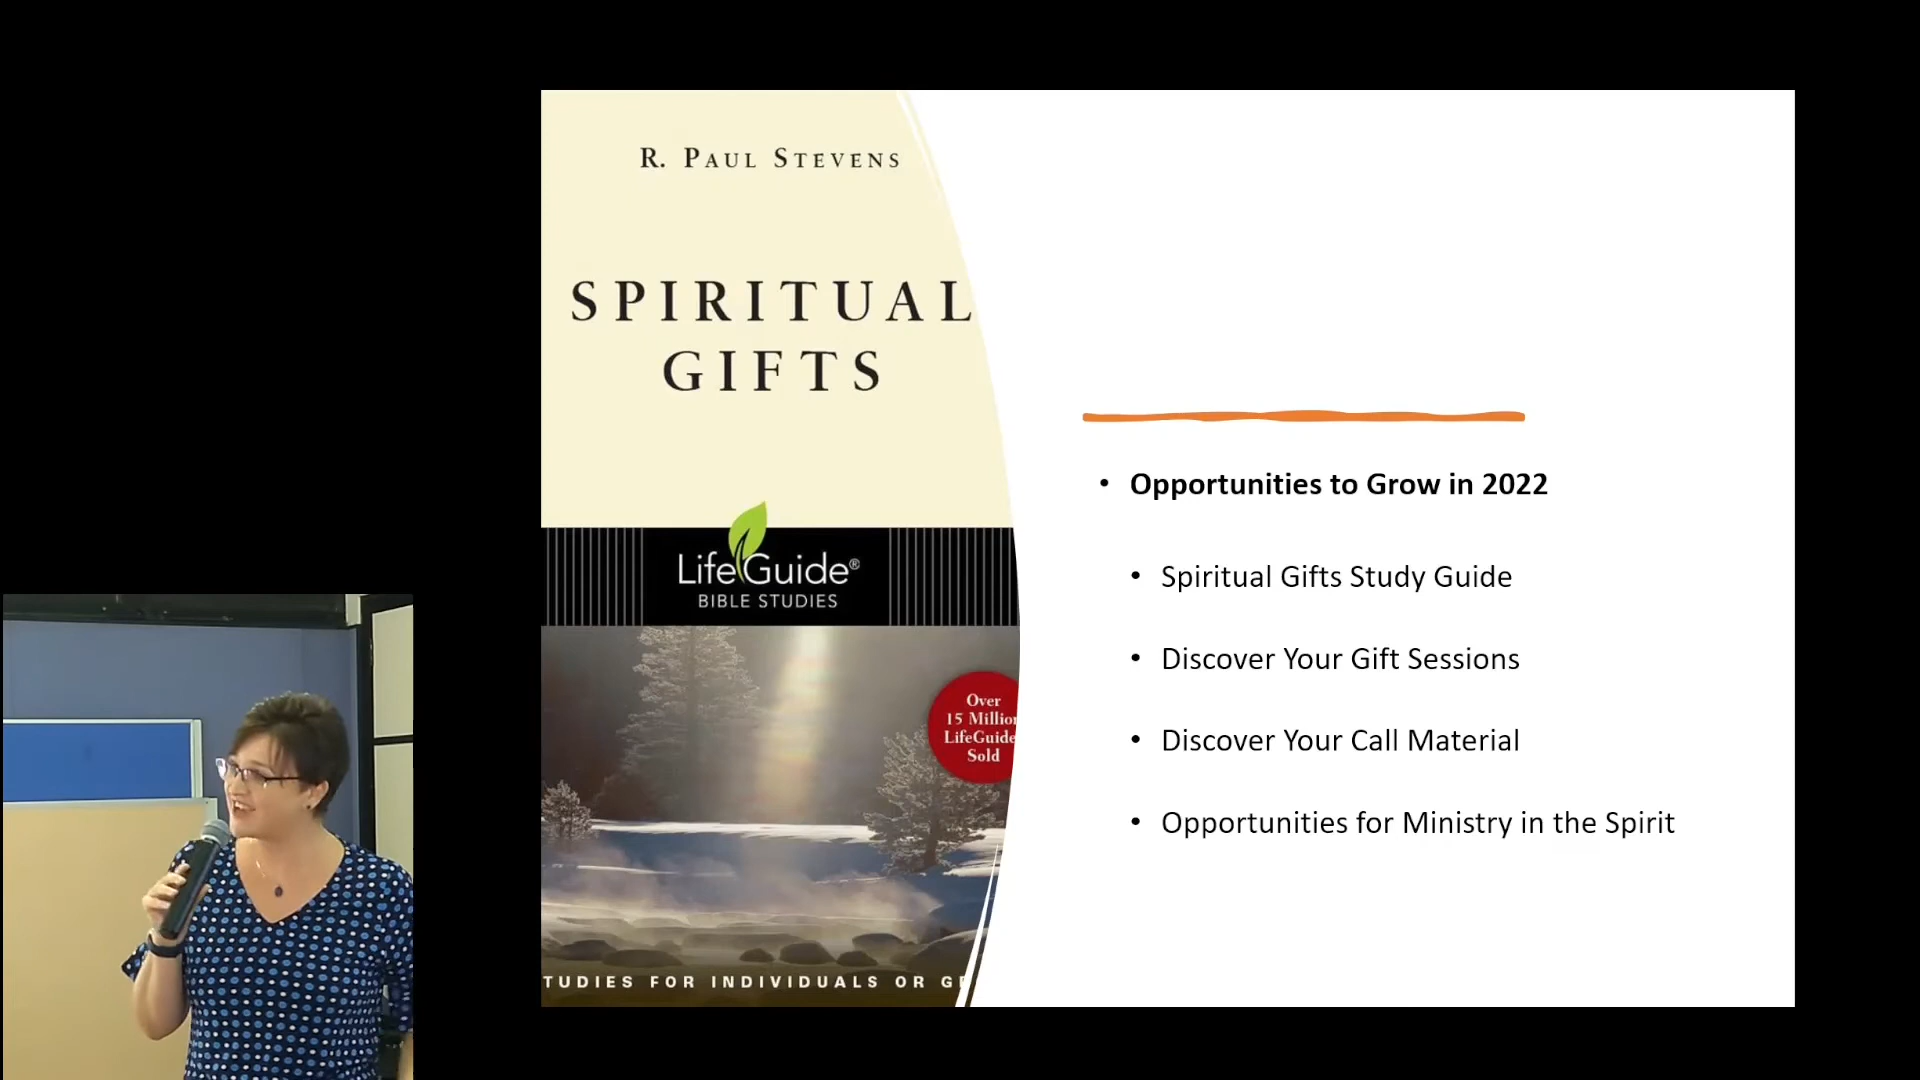 R. PAUL STEVENS
SPIRITUAL
GIFTS
LifeGuide®
BIBLE STUDIES
Over
15 Million
LifeGuide
Sold
TUDIES FOR INDIVIDUALS OR G
• Opportunities to Grow in 2022
• Spiritual Gifts Study Guide
• Discover Your Gift Sessions
• Discover Your Call Material
• Opportunities for Ministry in the Spirit